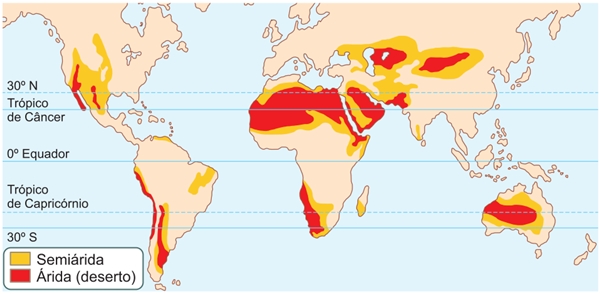 30º N
Trópico
de Câncer
0º Equador
Trópico
de Capricórnio
30º S
Semiárida
Árida (deserto)